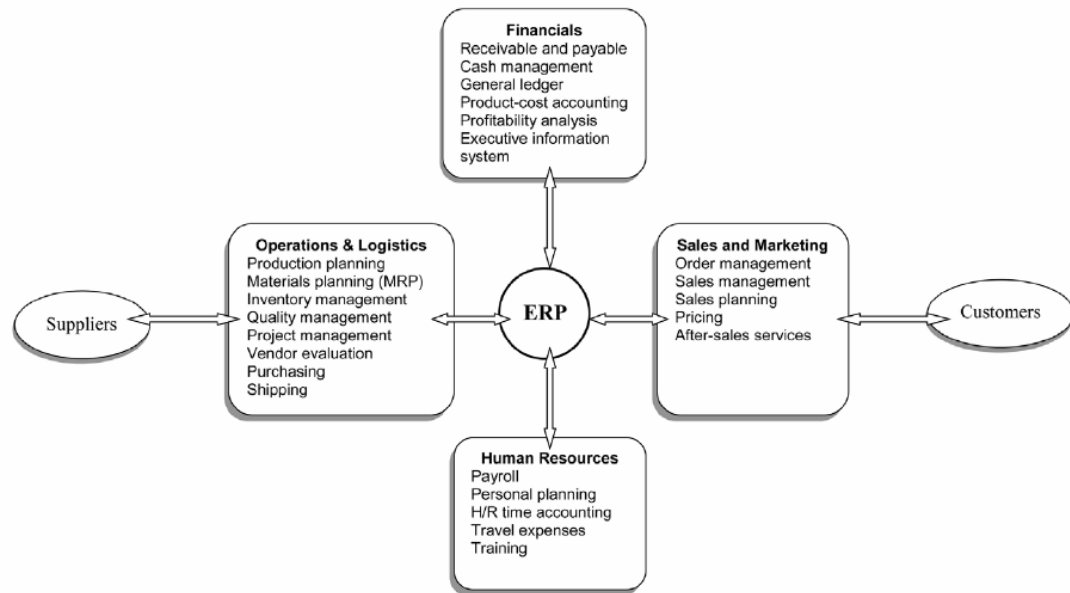 Financials
Receivable and payable
Cash management
General ledger
Product-cost accounting
Profitability analysis
Executive information
system
Suppliers
Operations & Logistics
Production planning
Materials planning (MRP)
Inventory management
Quality management
Project management
Vendor evaluation
Purchasing
Shipping
ERP
Sales and Marketing
Order management
Sales management
Sales planning
Pricing
After-sales services
Customers
Human Resources
Payroll
Personal planning
H/R time accounting
Travel expenses
Training